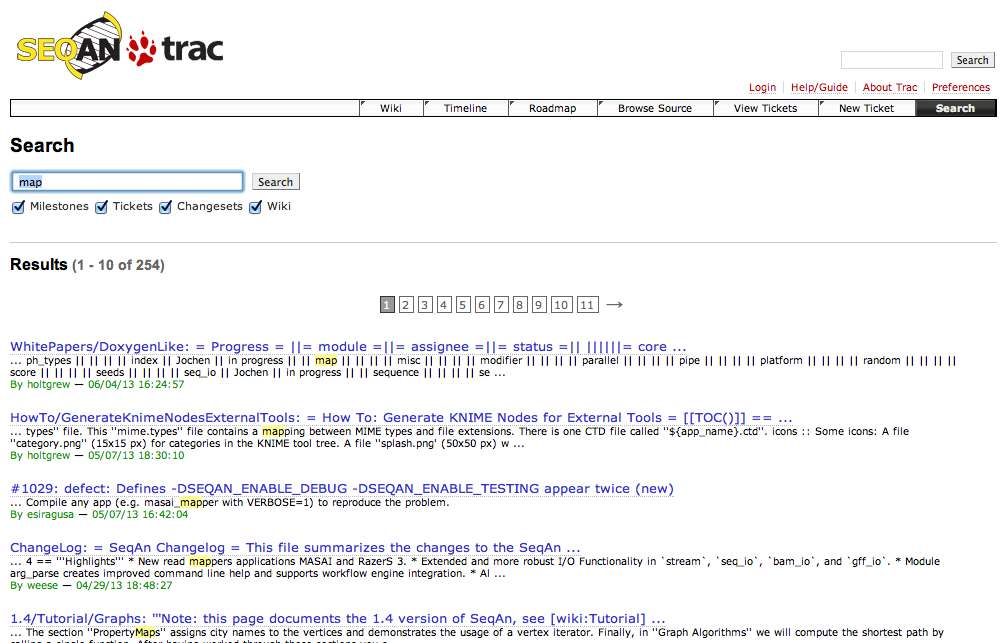 SEQAN trac
Search
Login Help/Guide About Trac Preferences
Wiki Timeline Roadmap Browse Source View Tickets New Ticket Search
Search
map Search
Milestones Tickets Changesets Wiki
Results (1 - 10 of 254)
1 2 3 4 5 6 7 8 9 10 11 →
WhitePapers/DoxygenLike: = Progress = ||= module =||= assignee =||= status =|| ||||||= core ...
... ph_types || || || || index || Jochen || in progress || || map || || || || misc || || || || modifier || || || || parallel || || || || pipe || || || || platform || || || || random || || || ||
score || || || || seeds || || || || seq_io || Jochen || in progress || || sequence || || || || se ...
By holtgrew — 06/04/13 16:24:57
HowTo/GenerateKnimeNodesExternalTools: = How To: Generate KNIME Nodes for External Tools = [[TOC()]] == ...
... types" file. This "mime.types" file contains a mapping between MIME types and file extensions. There is one CTD file called "${app_name}.ctd". icons :: Some icons: A file
"category.png" (15x15 px) for categories in the KNIME tool tree. A file "splash.png' (50x50 px) w ...
By holtgrew — 05/07/13 18:30:10
#1029: defect: Defines -DSEQAN_ENABLE_DEBUG -DSEQAN_ENABLE_TESTING appear twice (new)
... Compile any app (e.g. masai_mapper with VERBOSE=1) to reproduce the problem.
By esiragusa — 05/07/13 16:42:04
ChangeLog: = SeqAn Changelog = This file summarizes the changes to the SeqAn ...
... 4 == '''Highlights''' * New read mappers applications MASAI and RazerS 3. * Extended and more robust I/O Functionality in `stream`, `seq_io`, `bam_io`, and `gff_io`. * Module
arg_parse creates improved command line help and supports workflow engine integration. * Al ...
By weese — 04/29/13 18:48:27
1.4/Tutorial/Graphs: '''Note: this page documents the 1.4 version of SeqAn, see [wiki:Tutorial] ...
... The section "PropertyMaps" assigns city names to the vertices and demonstrates the usage of a vertex iterator. Finally, in "Graph Algorithms" we will compute the shortest path by